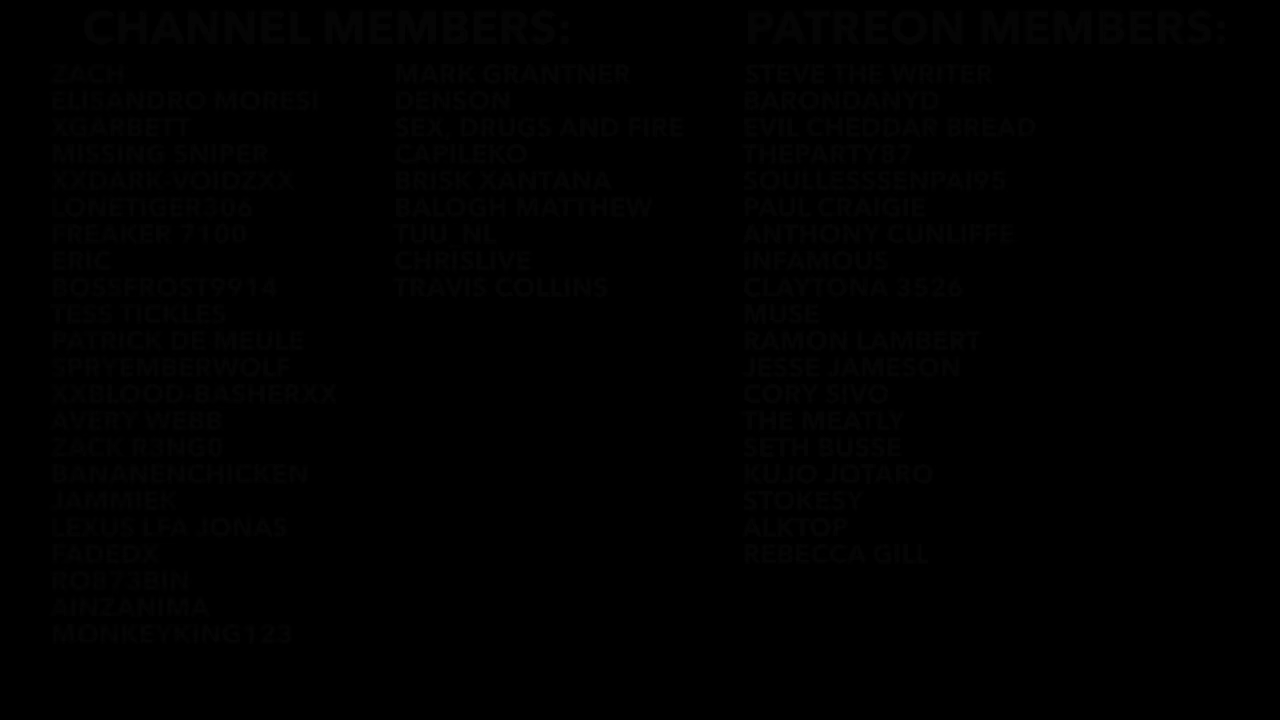 CHANNEL MEMBERS:
ZACH
ELISANDRO MORESI
XGARBETT
MISSING SNIPER
XXDARK-VOIDZXX
LONETIGER306
FREAKER 7100
ERIC
BOSSFROST9914
TESS TICKLES
PATRICK DE MEULE
SPRYEMBERWOLF
XXBLOOD-BASHERXX
AVERY WEBB
ZACK R3NG0
BANANENCHICKEN
JAMMIEK
LEXUS LFA JONAS
FADEDX
ROB73BIN
AINZANIMA
MONKEYKING123
MARK GRANTNER
DENSON
SEX, DRUGS AND FIRE
CAPILEKO
BRISK XANTANA
BALOGH MATTHEW
TUU_NL
CHRISLIVE
TRAVIS COLLINS
PATREON MEMBERS:
STEVE THE WRITER
BARONDANYD
EVIL CHEDDAR BREAD
THEPARTY87
SOULLESSSENPAI95
PAUL CRAIGIE
ANTHONY CUNLIFFE
INFAMOUS
CLAYTONA 3526
MUSE
RAMON LAMBERT
JESSE JAMESON
CORY SIVO
THE MEATLY
SETH BUSSE
KUJO JOTARO
STOKESY
ALKTOP
REBECCA GILL